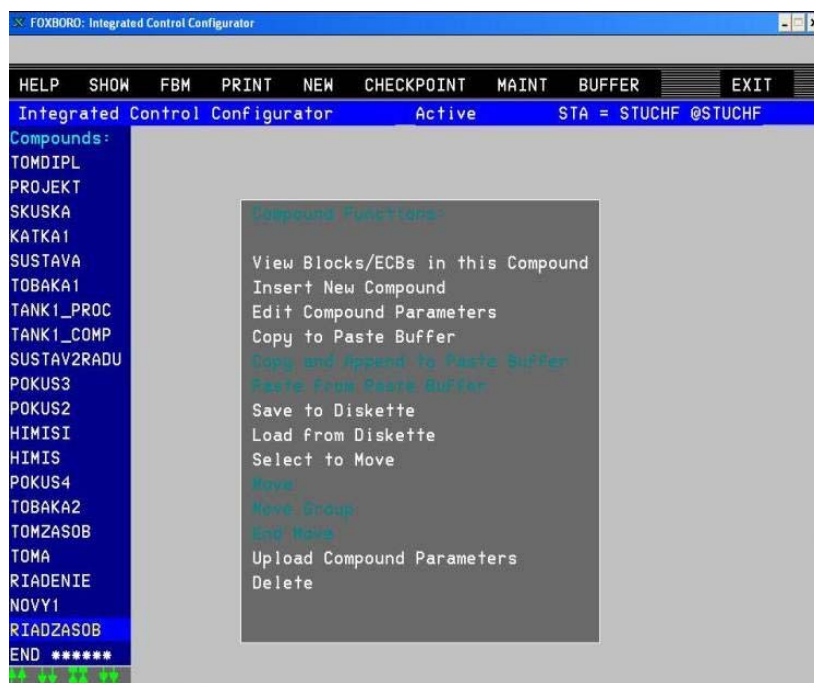 FOXBORO: Integrated Control Configurator
HELP SHOW FBM PRINT NEW CHECKPOINT MAINT BUFFER EXIT
Integrated Control Configurator Active STA = STUCHF @STUCHF
Compounds:
TOMDIPL
PROJEKT
SKUSKA
KATKA1
SUSTAVA
TOBAKA1
TANK1_PROC
TANK1_COMP
SUSTAV2RADU
POKUS3
POKUS2
HIMISI
HIMIS
POKUS4
TOBAKA2
TOMZASOB
TOMA
RIADENIE
NOVY1
RIADZASOB
END ******
Compound Functions:
View Blocks/ECBs in this Compound
Insert New Compound
Edit Compound Parameters
Copy to Paste Buffer
Copy and Append to Paste Buffer
Paste from Paste Buffer
Save to Diskette
Load from Diskette
Select to Move
Move
Move Group
End Move
Upload Compound Parameters
Delete